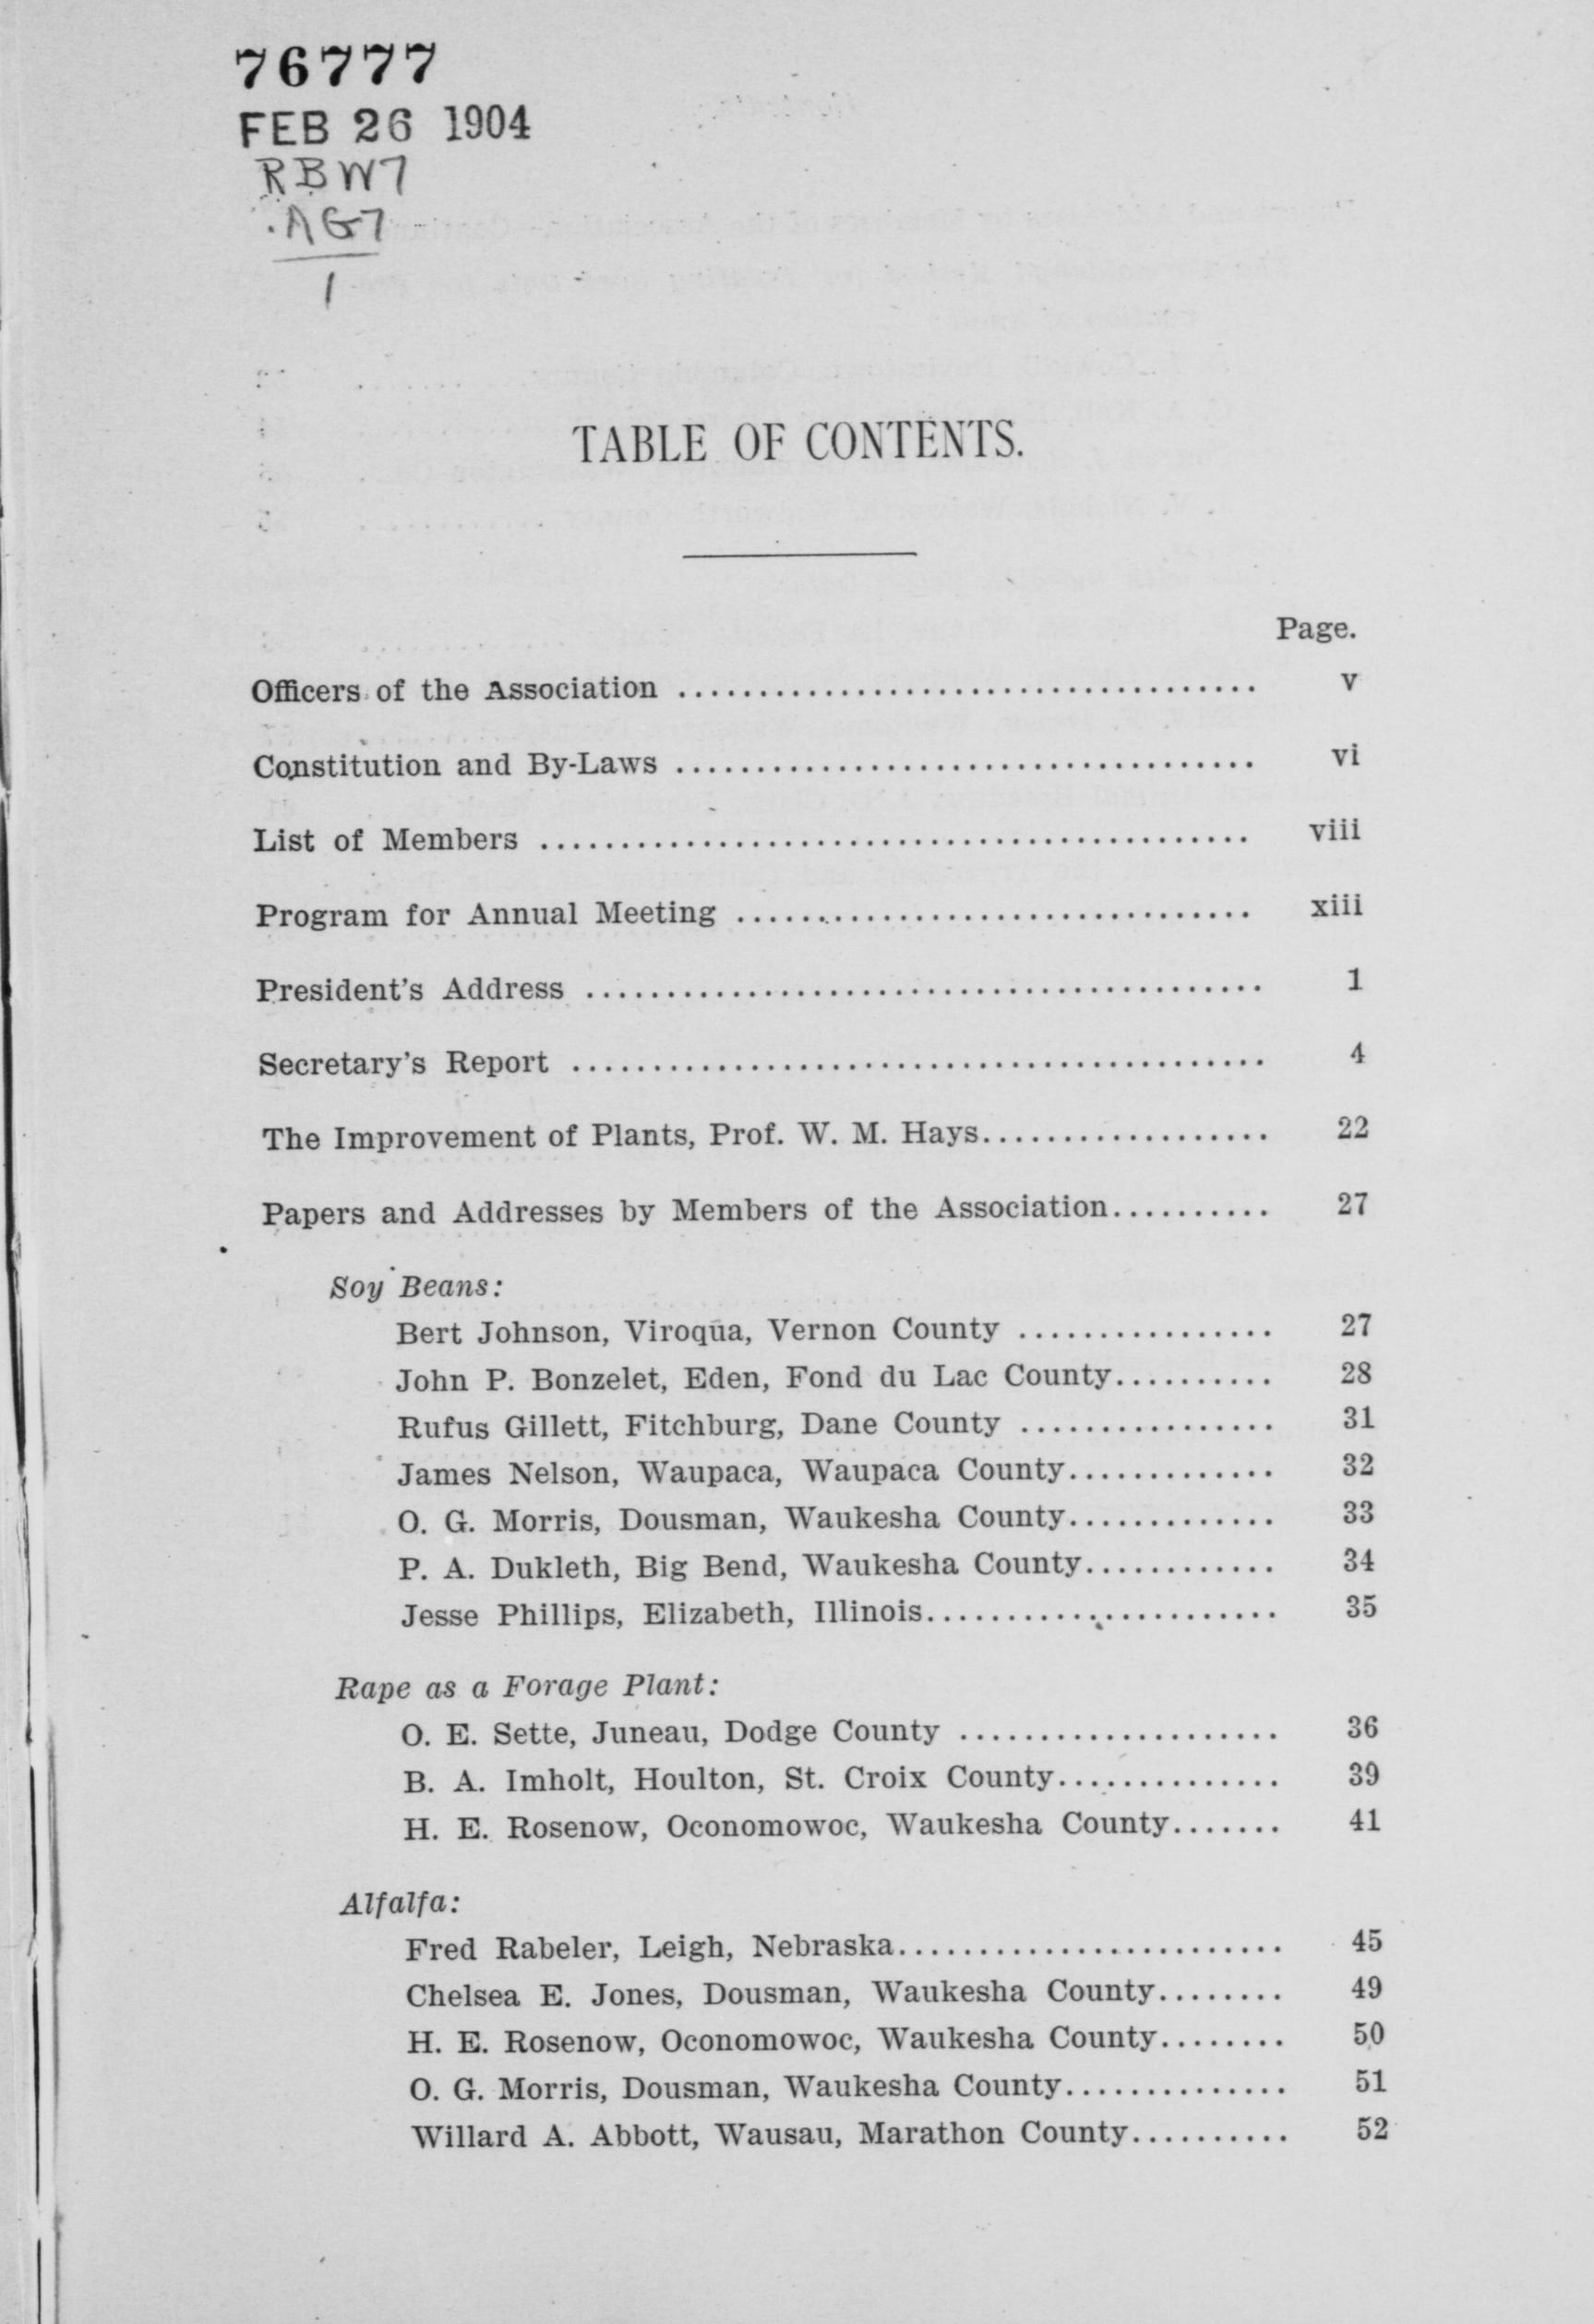 76777
FEB 26 1904
RBW7
.AG7
1
TABLE OF CONTENTS.
Page.
Officers of the Association .................................... v
Constitution and By-Laws .................................... vi
List of Members ............................................ viii
Program for Annual Meeting ................................ xiii
President's Address .......................................... 1
Secretary's Report ........................................... 4
The Improvement of Plants, Prof. W. M. Hays.................. 22
Papers and Addresses by Members of the Association.......... 27
Soy Beans:
Bert Johnson, Viroqua, Vernon County ................ 27
John P. Bonzelet, Eden, Fond du Lac County.......... 28
Rufus Gillett, Fitchburg, Dane County ................ 31
James Nelson, Waupaca, Waupaca County............. 32
O. G. Morris, Dousman, Waukesha County............. 33
P. A. Dukleth, Big Bend, Waukesha County............ 34
Jesse Phillips, Elizabeth, Illinois...................... 35
Rape as a Forage Plant:
O. E. Sette, Juneau, Dodge County .................... 36
B. A. Imholt, Houlton, St. Croix County.............. 39
H. E. Rosenow, Oconomowoc, Waukesha County....... 41
Alfalfa:
Fred Rabeler, Leigh, Nebraska........................ 45
Chelsea E. Jones, Dousman, Waukesha County........ 49
H. E. Rosenow, Oconomowoc, Waukesha County........ 50
O. G. Morris, Dousman, Waukesha County.............. 51
Willard A. Abbott, Wausau, Marathon County.......... 52